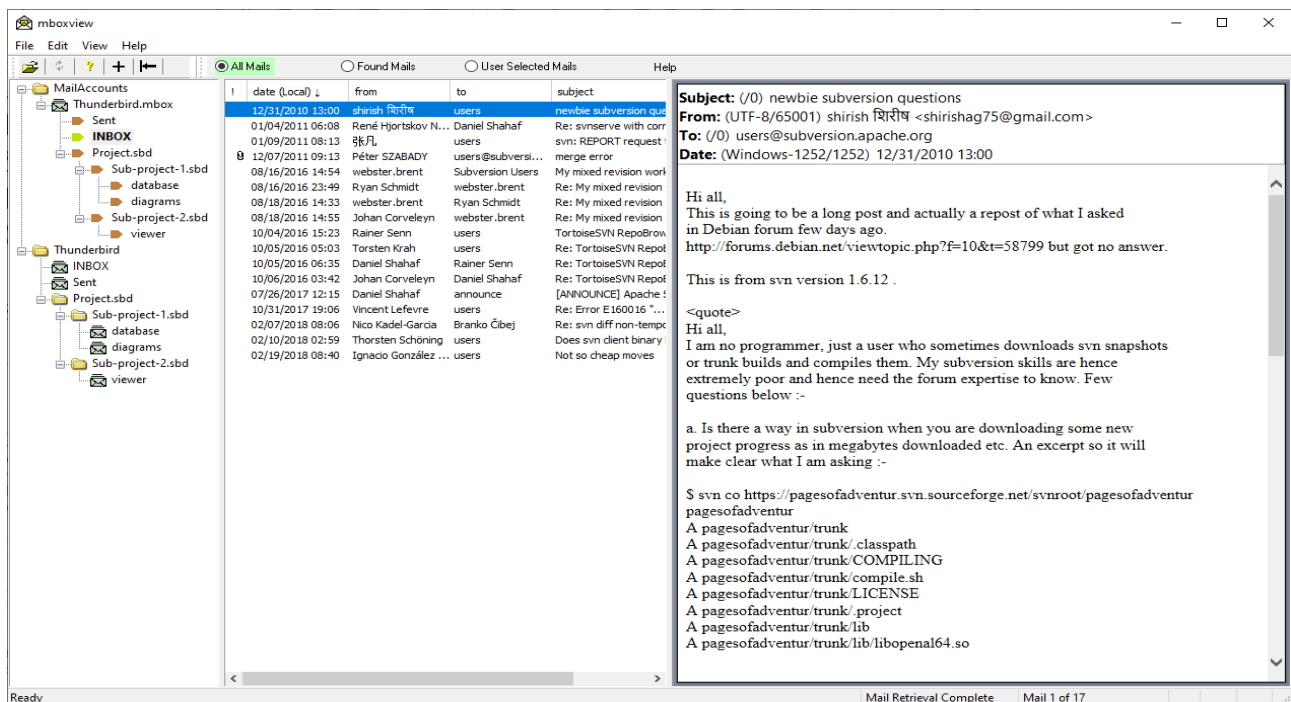 mboxview
File Edit View Help
All Mails Found Mails User Selected Mails Help
MailAccounts
Thunderbird.mbox
Sent
INBOX
Project.sbd
Sub-project-1.sbd
database
diagrams
Sub-project-2.sbd
viewer
Thunderbird
INBOX
Sent
Project.sbd
Sub-project-1.sbd
database
diagrams
Sub-project-2.sbd
viewer
! date (Local) ↓ from to subject
12/31/2010 13:00 shirish शिरीष users newbie subversion que
01/04/2011 06:08 René Hjortskov N... Daniel Shahaf Re: svnserve with corr
01/09/2011 08:13 张凡 users svn: REPORT request
12/07/2011 09:13 Péter SZABADY users@subversi... merge error
08/16/2016 14:54 webster.brent Subversion Users My mixed revision work
08/16/2016 23:49 Ryan Schmidt webster.brent Re: My mixed revision
08/18/2016 14:33 webster.brent Ryan Schmidt Re: My mixed revision
08/18/2016 14:55 Johan Corveleyn webster.brent Re: My mixed revision
10/04/2016 15:23 Rainer Senn users TortoiseSVN RepoBrow
10/05/2016 05:03 Torsten Krah users Re: TortoiseSVN RepoB
10/05/2016 06:35 Daniel Shahaf Rainer Senn Re: TortoiseSVN RepoB
10/06/2016 03:42 Johan Corveleyn Daniel Shahaf Re: TortoiseSVN RepoB
07/26/2017 12:15 Daniel Shahaf announce [ANNOUNCE] Apache S
10/31/2017 19:06 Vincent Lefevre users Re: Error E160016 "...
02/07/2018 08:06 Nico Kadel-Garcia Branko Čibej Re: svn diff non-tempo
02/10/2018 02:59 Thorsten Schöning users Does svn client binary
02/19/2018 08:40 Ignacio González ... users Not so cheap moves
Subject: (/0) newbie subversion questions
From: (UTF-8/65001) shirish शिरीष <shirishag75@gmail.com>
To: (/0) users@subversion.apache.org
Date: (Windows-1252/1252) 12/31/2010 13:00
Hi all,
This is going to be a long post and actually a repost of what I asked
in Debian forum few days ago.
http://forums.debian.net/viewtopic.php?f=10&t=58799 but got no answer.
This is from svn version 1.6.12 .
<quote>
Hi all,
I am no programmer, just a user who sometimes downloads svn snapshots
or trunk builds and compiles them. My subversion skills are hence
extremely poor and hence need the forum expertise to know. Few
questions below :-
a. Is there a way in subversion when you are downloading some new
project progress as in megabytes downloaded etc. An excerpt so it will
make clear what I am asking :-
$ svn co https://pagesofadventur.svn.sourceforge.net/svnroot/pagesofadventur
pagesofadventur
A pagesofadventur/trunk
A pagesofadventur/trunk/.classpath
A pagesofadventur/trunk/COMPILING
A pagesofadventur/trunk/compile.sh
A pagesofadventur/trunk/LICENSE
A pagesofadventur/trunk/.project
A pagesofadventur/trunk/lib
A pagesofadventur/trunk/lib/libopenal64.so
Ready Mail Retrieval Complete Mail 1 of 17